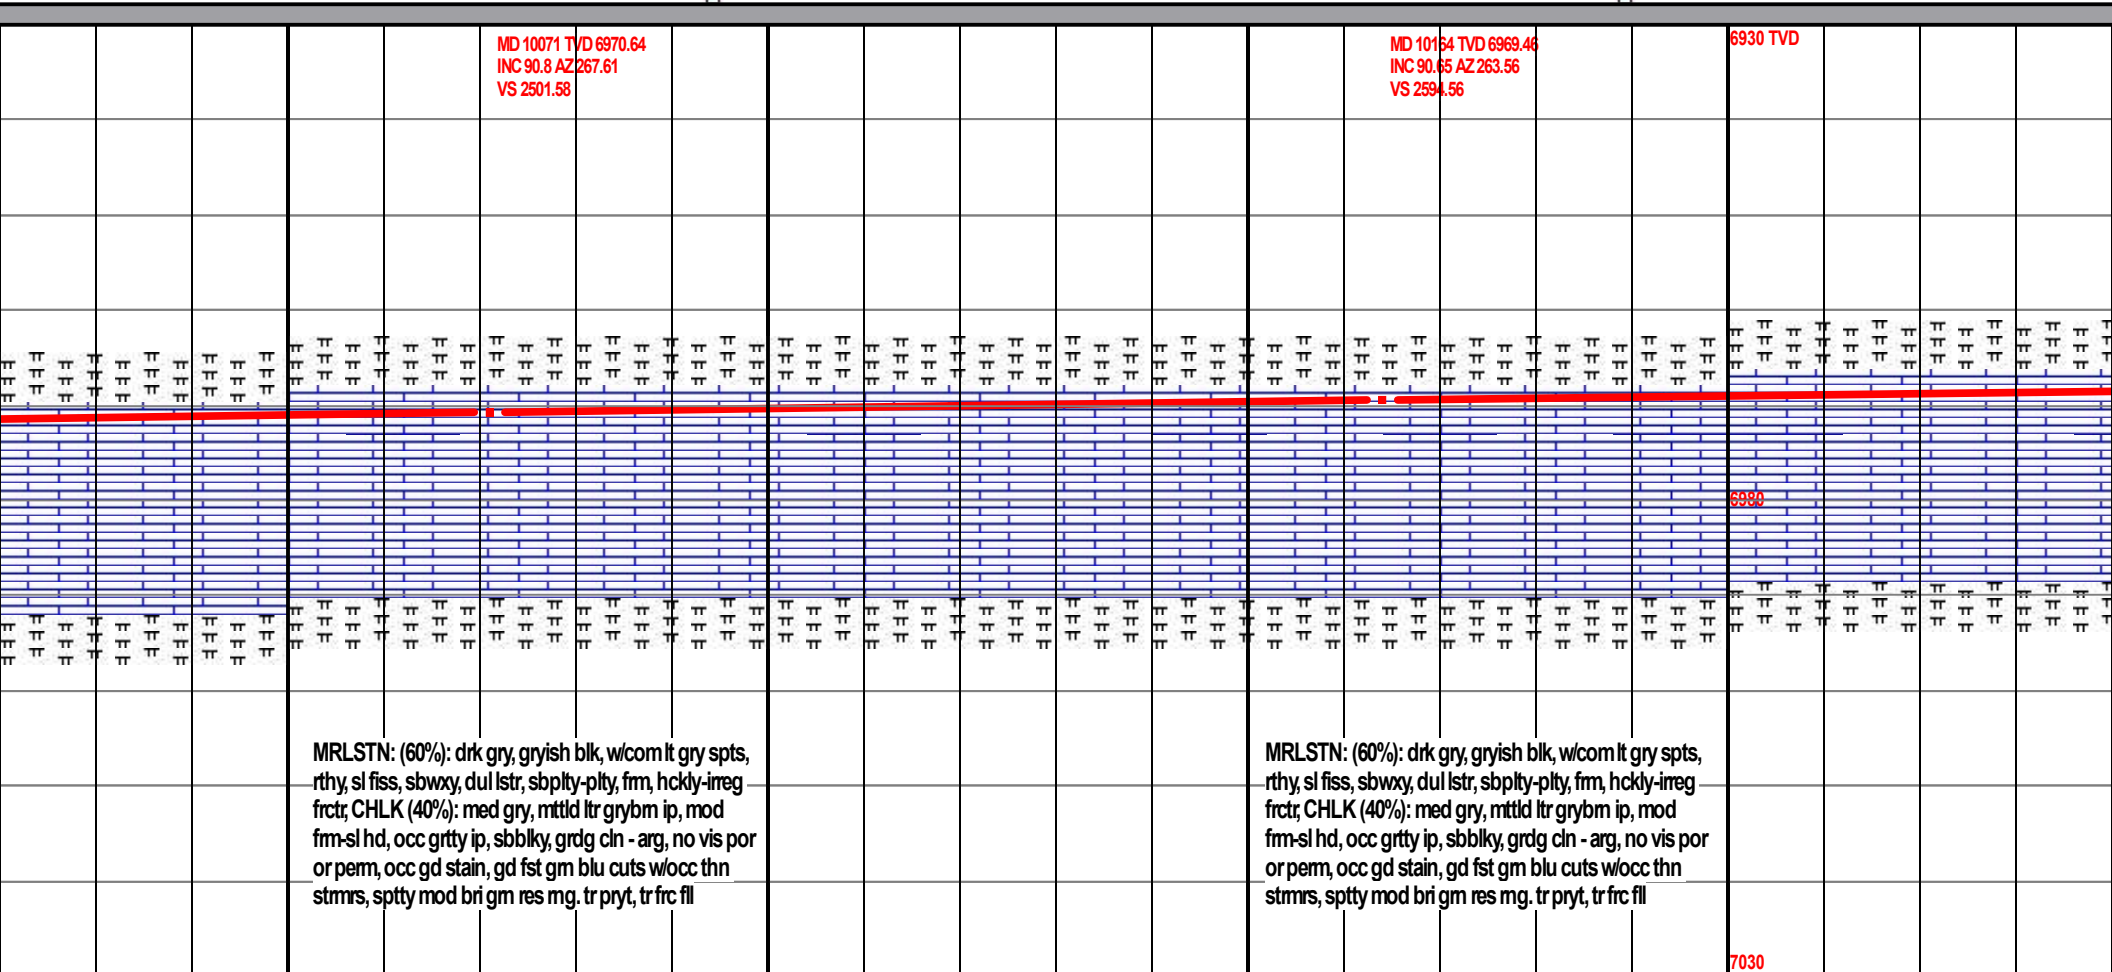 MD 10071 TVD 6970.64
INC 90.8 AZ 267.61
VS 2501.58
MD 10164 TVD 6969.46
INC 90.65 AZ 263.56
VS 2594.56
6930 TVD
6980
MRLSTN: (60%): drk gry, gryish blk, w/com lt gry spts,
rthy, sl fiss, sbwxy, dul lstr, sbplty-plty, frm, hckly-irreg
frctr, CHLK (40%): med gry, mttld ltr grybrn ip, mod
frm-sl hd, occ grtty ip, sbblky, grdg cln - arg, no vis por
or perm, occ gd stain, gd fst grn blu cuts w/occ thn
strmrs, sptty mod bri grn res rng. tr pryt, tr frc fll
MRLSTN: (60%): drk gry, gryish blk, w/com lt gry spts,
rthy, sl fiss, sbwxy, dul lstr, sbplty-plty, frm, hckly-irreg
frctr, CHLK (40%): med gry, mttld ltr grybrn ip, mod
frm-sl hd, occ grtty ip, sbblky, grdg cln - arg, no vis por
or perm, occ gd stain, gd fst grn blu cuts w/occ thn
strmrs, sptty mod bri grn res rng. tr pryt, tr frc fll
7030